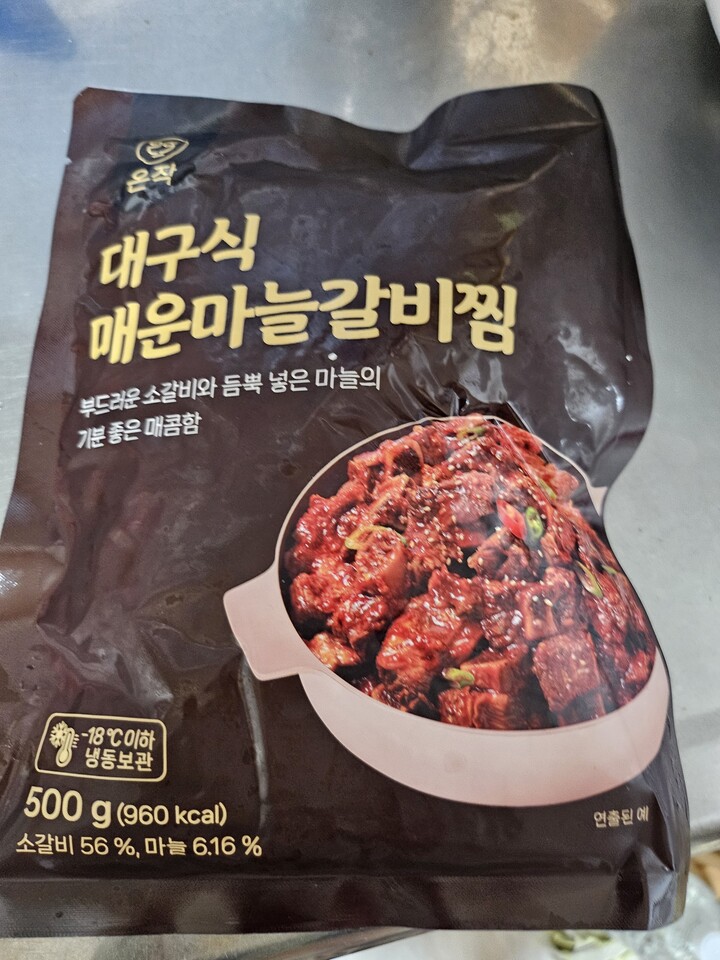 온작
대구식
매운마늘갈비찜
부드러운 소갈비와 듬뿍 넣은 마늘의
기분 좋은 매콤함
-18℃이하
냉동보관
500 g (960 kcal)
소갈비 56 %, 마늘 6.16 %
연출된 예